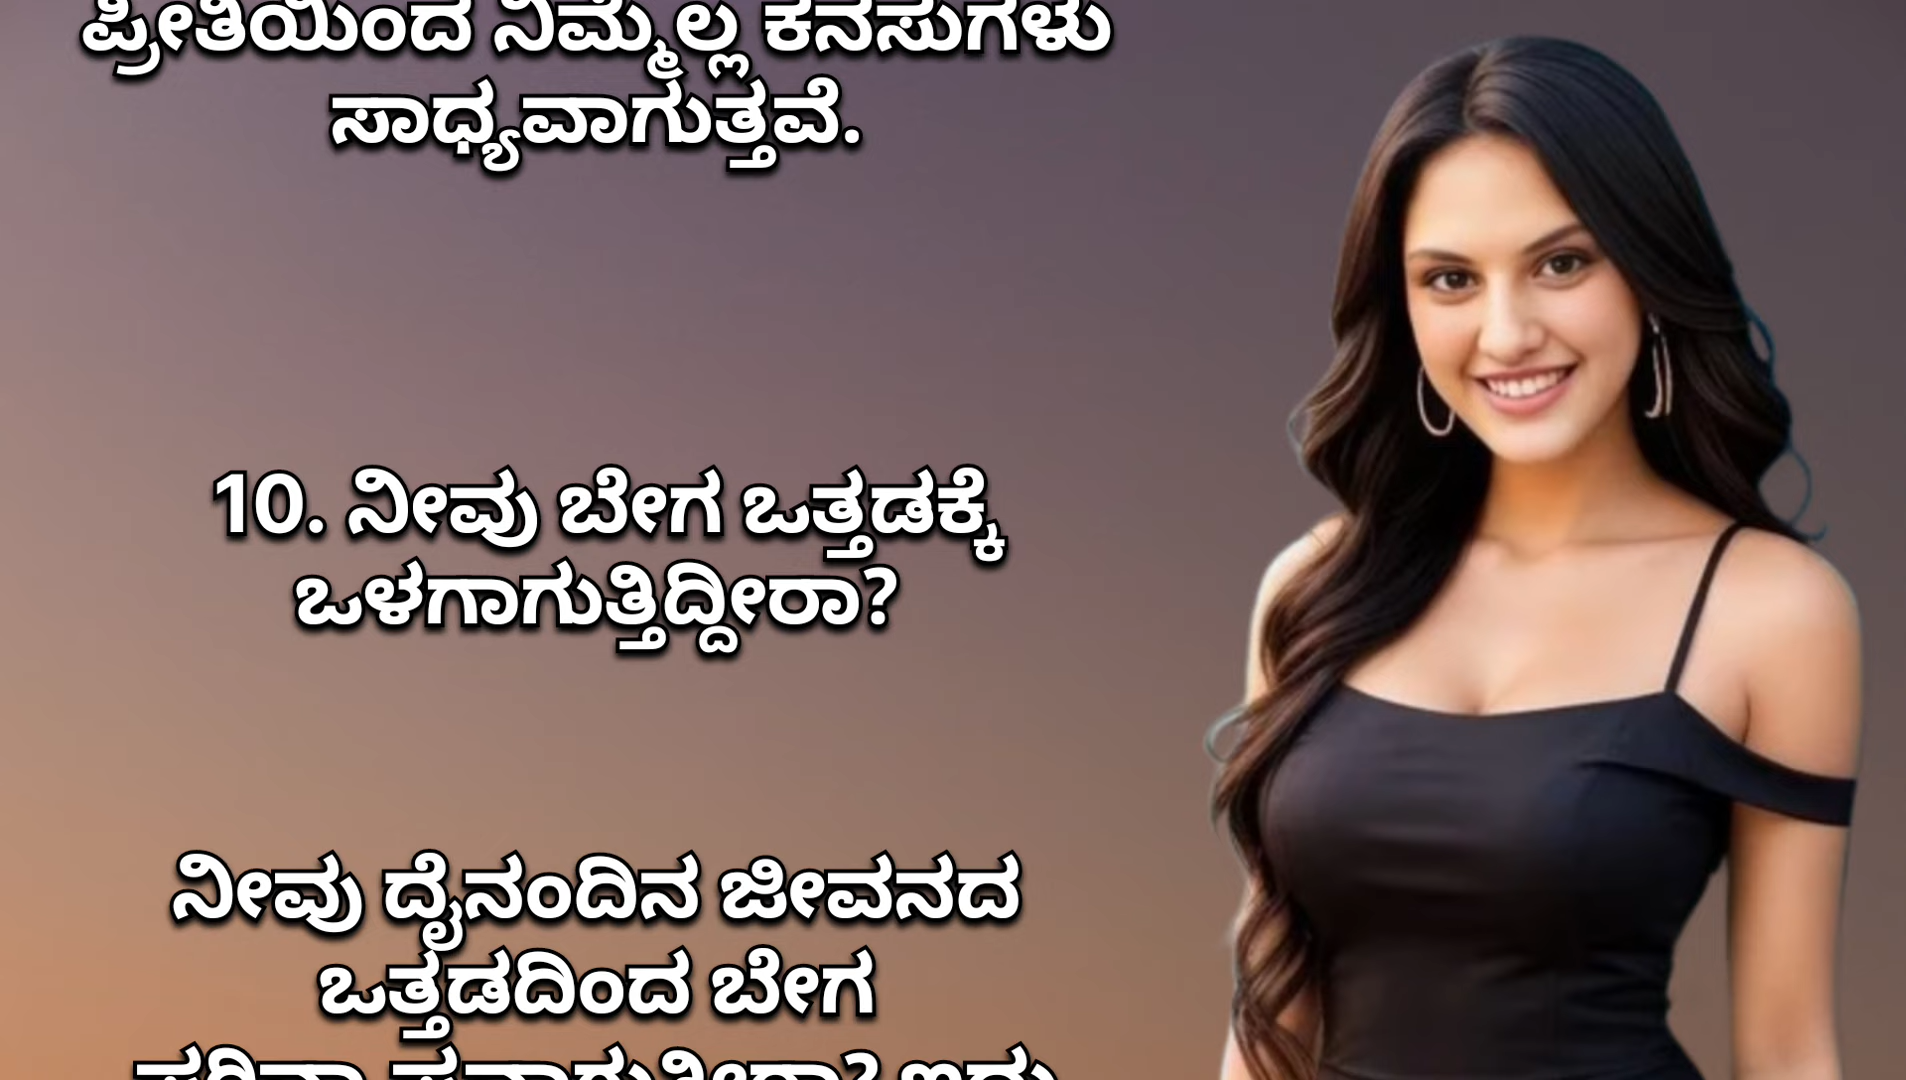 ಪ್ರೀತಿಯಿಂದ ನಿಮ್ಮೆಲ್ಲ ಕನಸುಗಳು
ಸಾಧ್ಯವಾಗುತ್ತವೆ.
10. ನೀವು ಬೇಗ ಒತ್ತಡಕ್ಕೆ
ಒಳಗಾಗುತ್ತಿದ್ದೀರಾ?
ನೀವು ದೈನಂದಿನ ಜೀವನದ
ಒತ್ತಡದಿಂದ ಬೇಗ